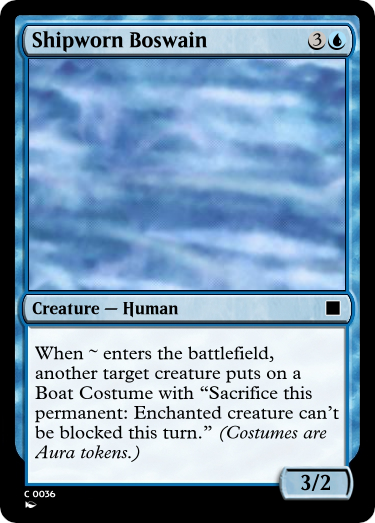 Shipworn Boswain 3
Creature — Human
When ~ enters the battlefield,
another target creature puts on a
Boat Costume with “Sacrifice this
permanent: Enchanted creature can’t
be blocked this turn.” (Costumes are
Aura tokens.)
3/2
C 0036